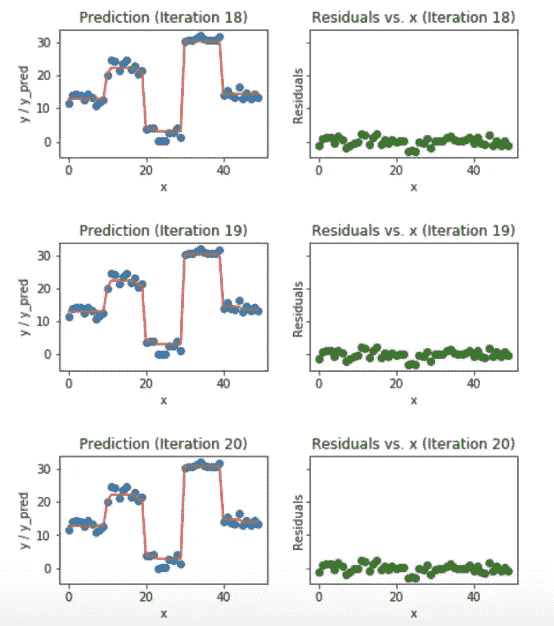 Prediction (Iteration 18)
Residuals vs. x (Iteration 18)
y / y_pred
30
20
10
0
0
20
40
x
Residuals
0
20
40
x
Prediction (Iteration 19)
Residuals vs. x (Iteration 19)
y / y_pred
30
20
10
0
0
20
40
x
Residuals
0
20
40
x
Prediction (Iteration 20)
Residuals vs. x (Iteration 20)
y / y_pred
30
20
10
0
0
20
40
x
Residuals
0
20
40
x